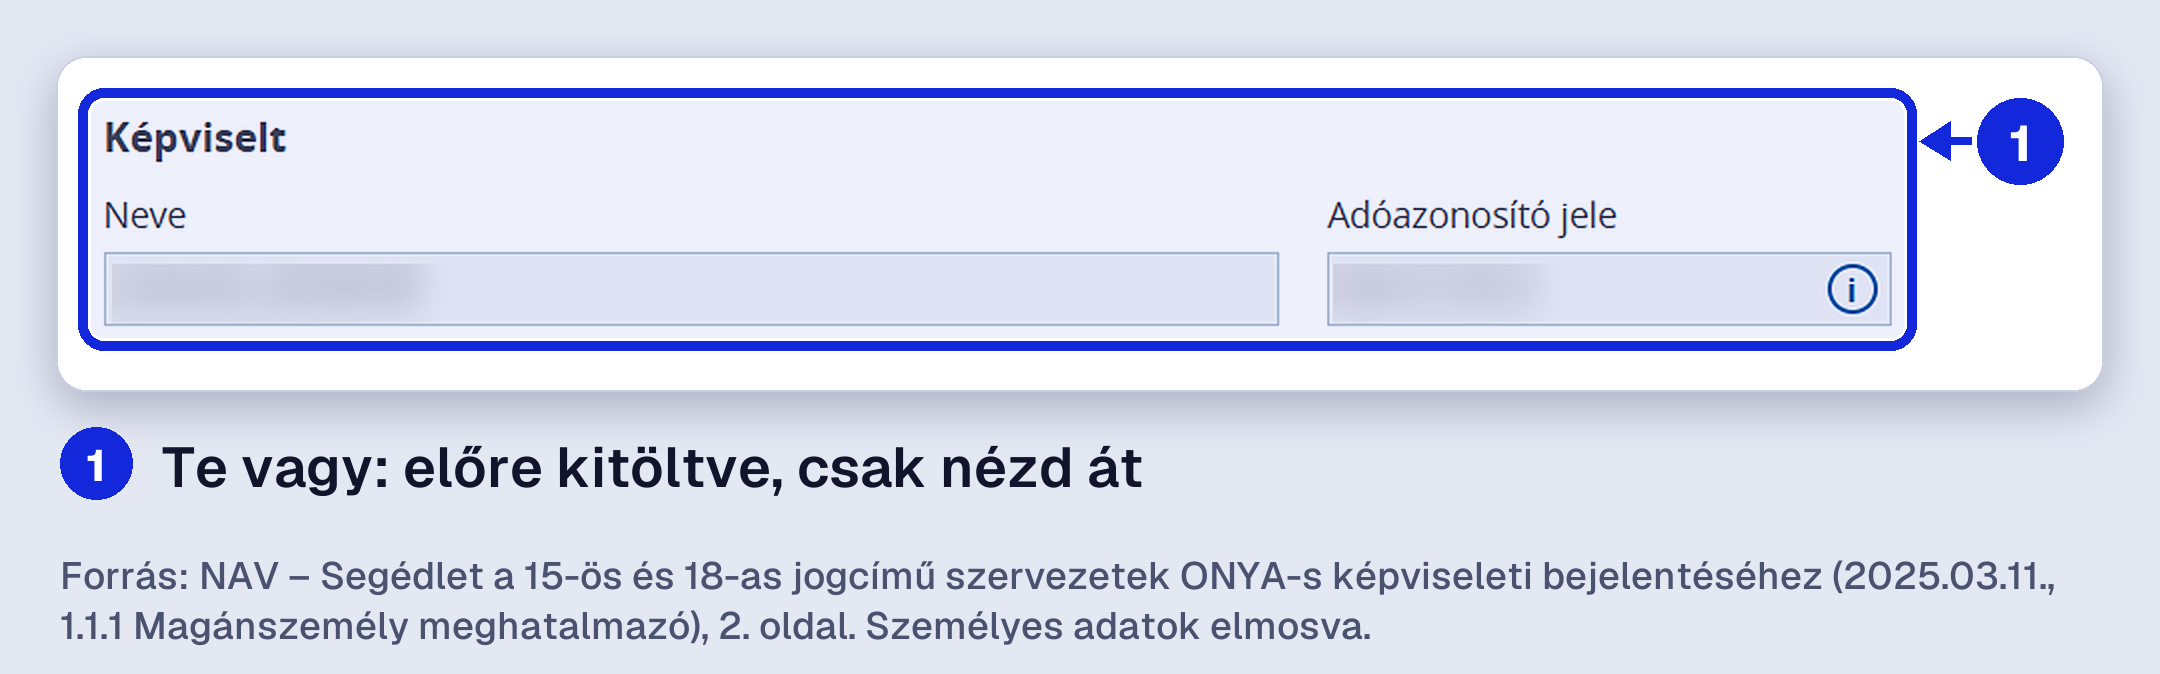 Képviselt
1
Neve
Adóazonosító jele
i
1 Te vagy: előre kitöltve, csak nézd át
Forrás: NAV – Segédlet a 15-ös és 18-as jogcímű szervezetek ONYA-s képviseleti bejelentéséhez (2025.03.11.,
1.1.1 Magánszemély meghatalmazó), 2. oldal. Személyes adatok elmosva.